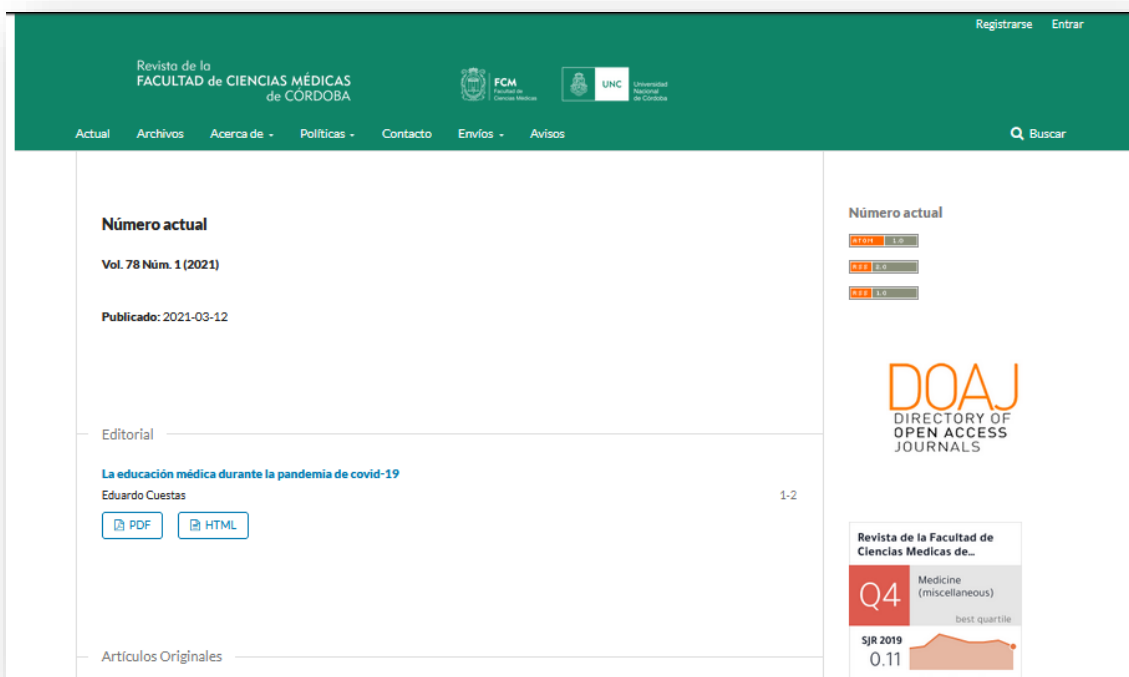 Registrarse Entrar
Revista de la
FACULTAD de CIENCIAS MÉDICAS
de CÓRDOBA
FCM
Facultad de
Ciencias Médicas
UNC
Universidad
Nacional
de Córdoba
Actual Archivos Acerca de Políticas Contacto Envíos Avisos Buscar
Número actual
Vol. 78 Núm. 1 (2021)
Publicado: 2021-03-12
Editorial
La educación médica durante la pandemia de covid-19
Eduardo Cuestas 1-2
PDF HTML
Artículos Originales
Número actual
ATOM 1.0
RSS 2.0
RSS 1.0
DOAJ
DIRECTORY OF
OPEN ACCESS
JOURNALS
Revista de la Facultad de
Ciencias Medicas de...
Q4
Medicine
(miscellaneous)
best quartile
SJR 2019
0.11